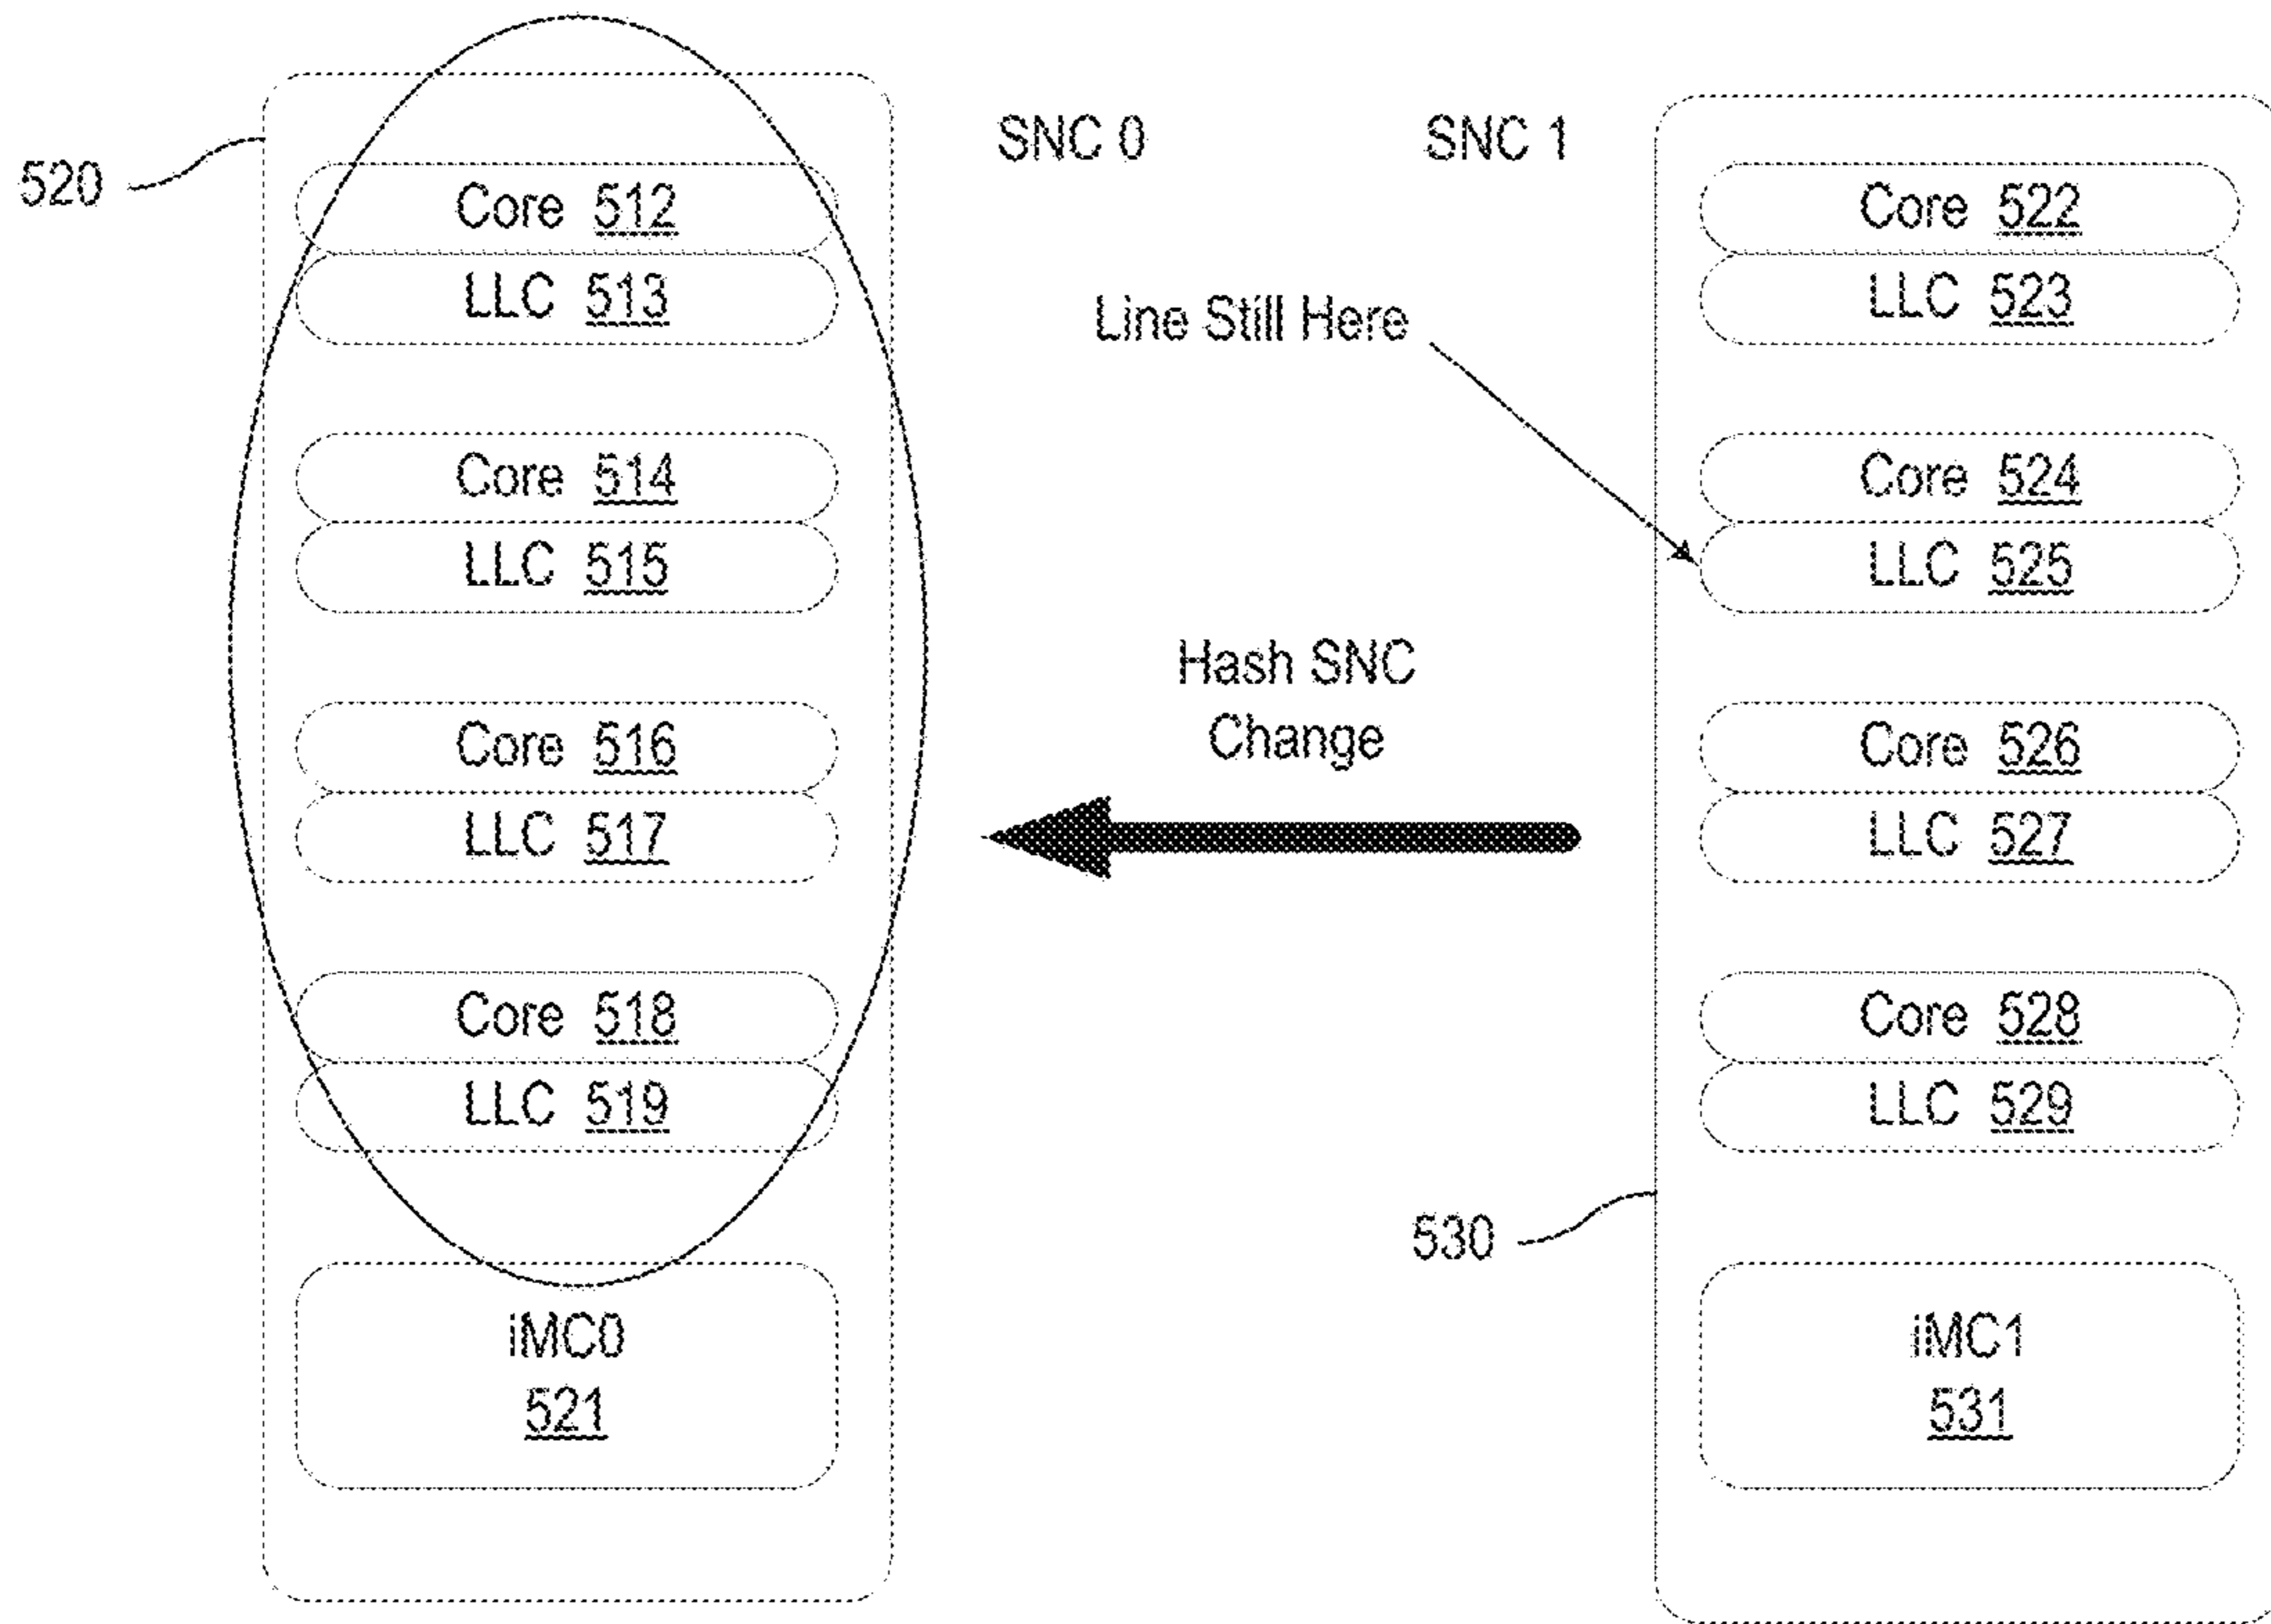 520
SNC 0
SNC 1
Core 512
LLC 513
Core 514
LLC 515
Core 516
LLC 517
Core 518
LLC 519
iMC0
521
Line Still Here
Hash SNC
Change
Core 522
LLC 523
Core 524
LLC 525
Core 526
LLC 527
Core 528
LLC 529
530
iMC1
531